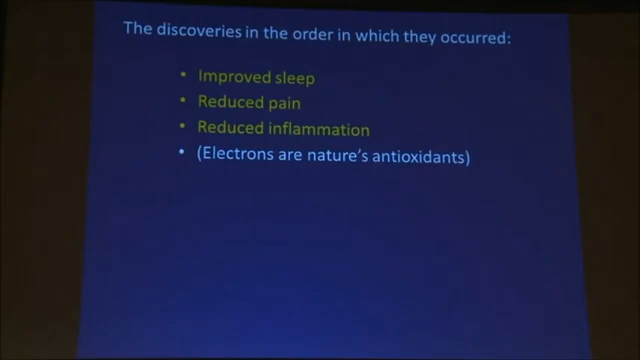 The discoveries in the order in which they occurred:
• Improved sleep
• Reduced pain
• Reduced inflammation
• (Electrons are nature's antioxidants)